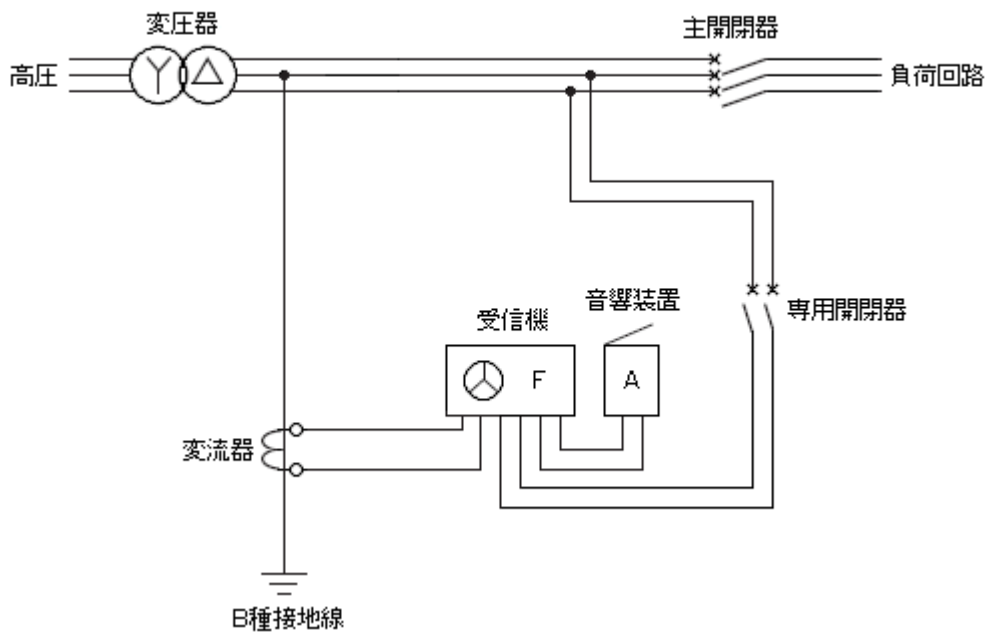 変圧器
主開閉器
高圧
負荷回路
音響装置
専用開閉器
受信機
F
A
変流器
B種接地線